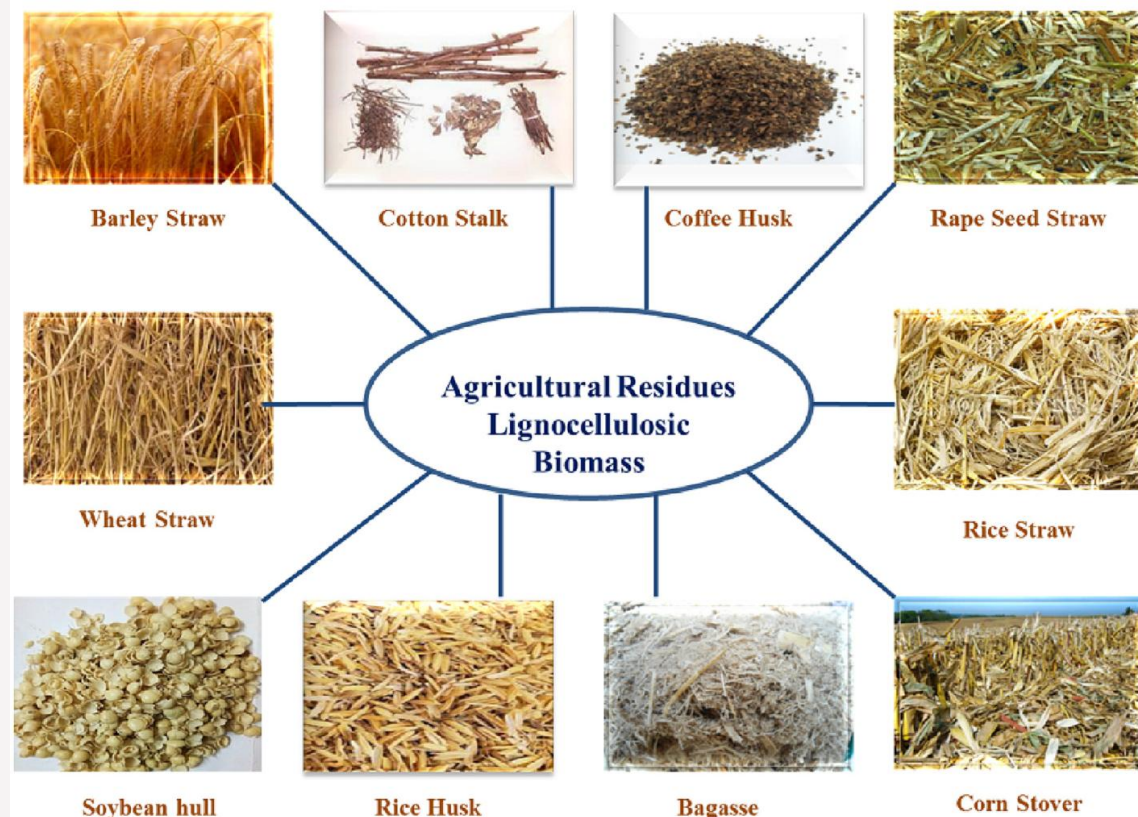 Barley Straw
Cotton Stalk
Coffee Husk
Rape Seed Straw
Agricultural Residues
Lignocellulosic
Biomass
Wheat Straw
Rice Straw
Soybean hull
Rice Husk
Bagasse
Corn Stover